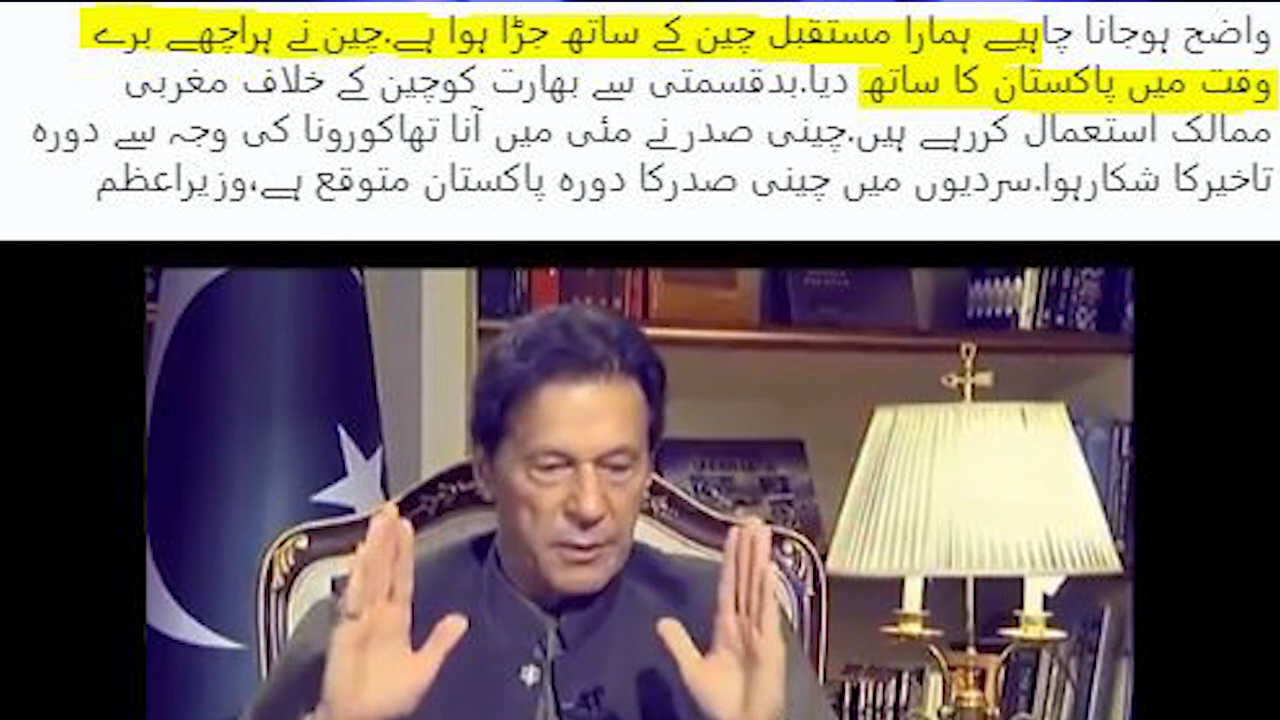 واضح ہوجانا چاہیے ہمارا مستقبل چین کے ساتھ جڑا ہوا ہے.چین نے ہراچھے برے
وقت میں پاکستان کا ساتھ دیا.بدقسمتی سے بھارت کوچین کے خلاف مغربی
ممالک استعمال کررہے ہیں.چینی صدرنے مئی میں آنا تھاکورونا کی وجہ سے دورہ
تاخیرکا شکارہوا.سردیوں میں چینی صدرکا دورہ پاکستان متوقع ہے،وزیراعظم